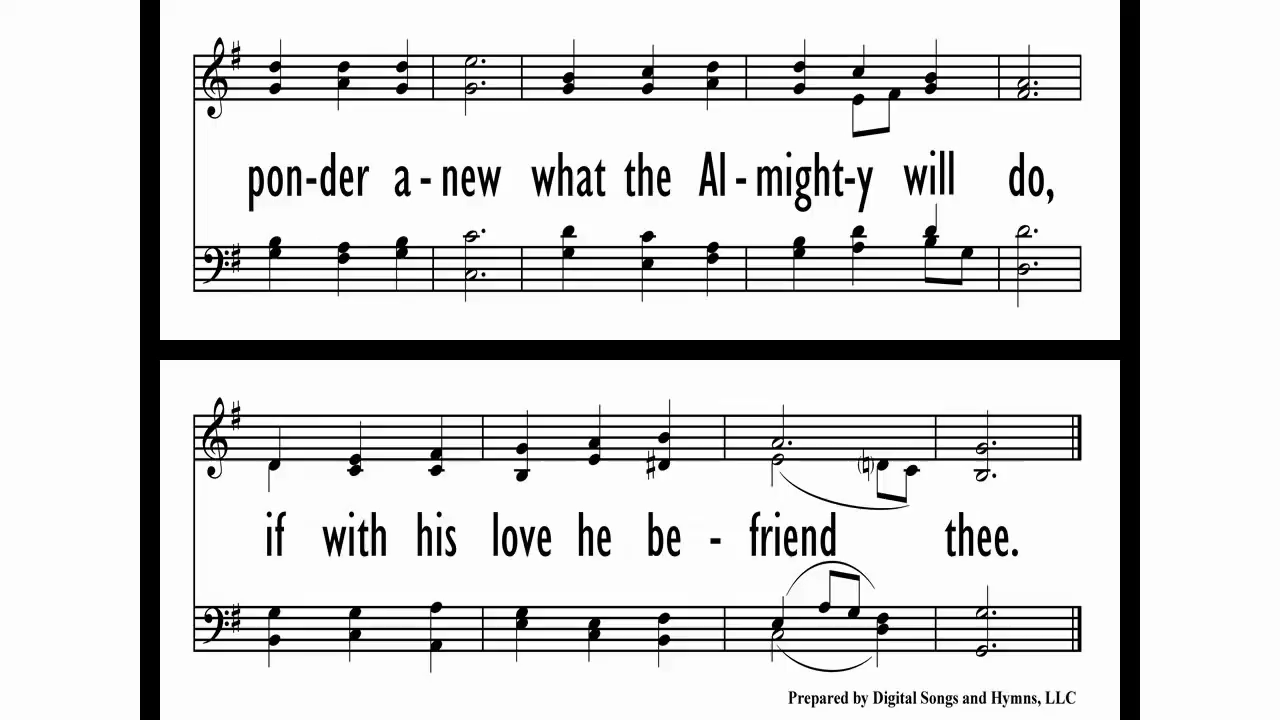 pon-der a - new what the Al - might-y will do,
if with his love he be - friend thee.
Prepared by Digital Songs and Hymns, LLC